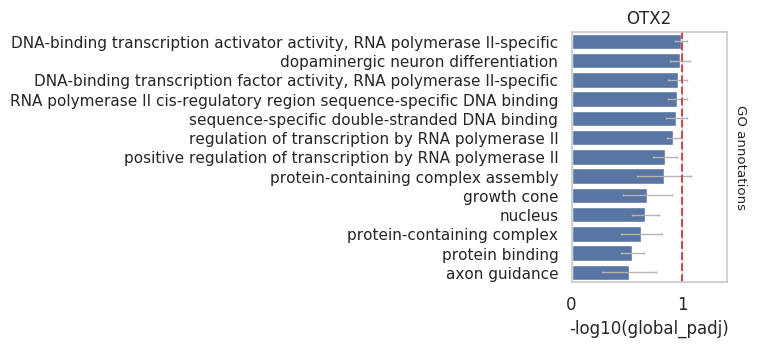 OTX2
DNA-binding transcription activator activity, RNA polymerase II-specific
dopaminergic neuron differentiation
DNA-binding transcription factor activity, RNA polymerase II-specific
RNA polymerase II cis-regulatory region sequence-specific DNA binding
sequence-specific double-stranded DNA binding
regulation of transcription by RNA polymerase II
positive regulation of transcription by RNA polymerase II
protein-containing complex assembly
growth cone
nucleus
protein-containing complex
protein binding
axon guidance
GO annotations
0 1
-log10(global_padj)